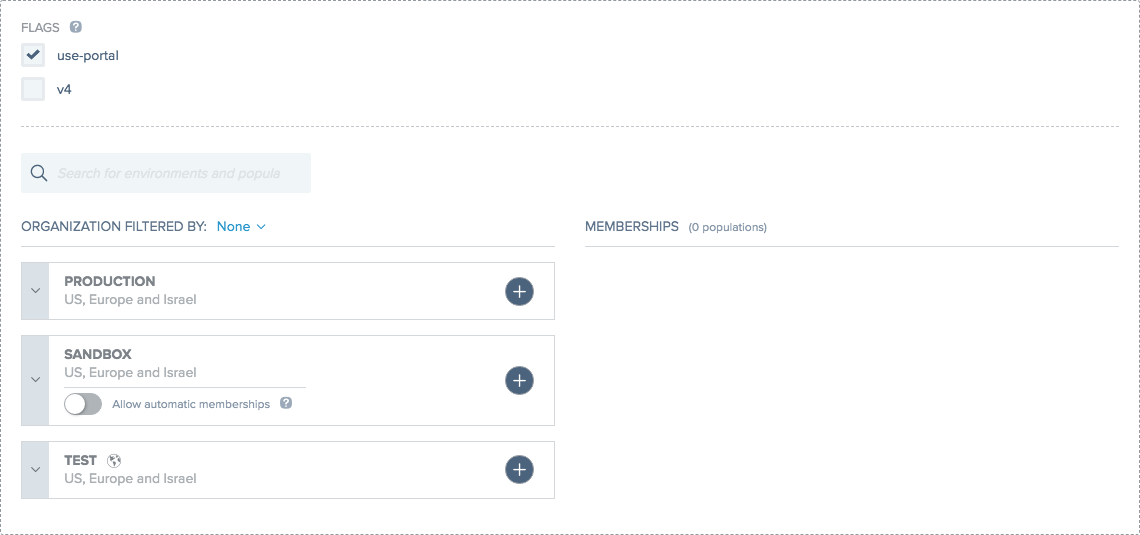 FLAGS ?
use-portal
v4
Search for environments and popula
ORGANIZATION FILTERED BY: None
MEMBERSHIPS (0 populations)
PRODUCTION
US, Europe and Israel
SANDBOX
US, Europe and Israel
Allow automatic memberships ?
TEST
US, Europe and Israel